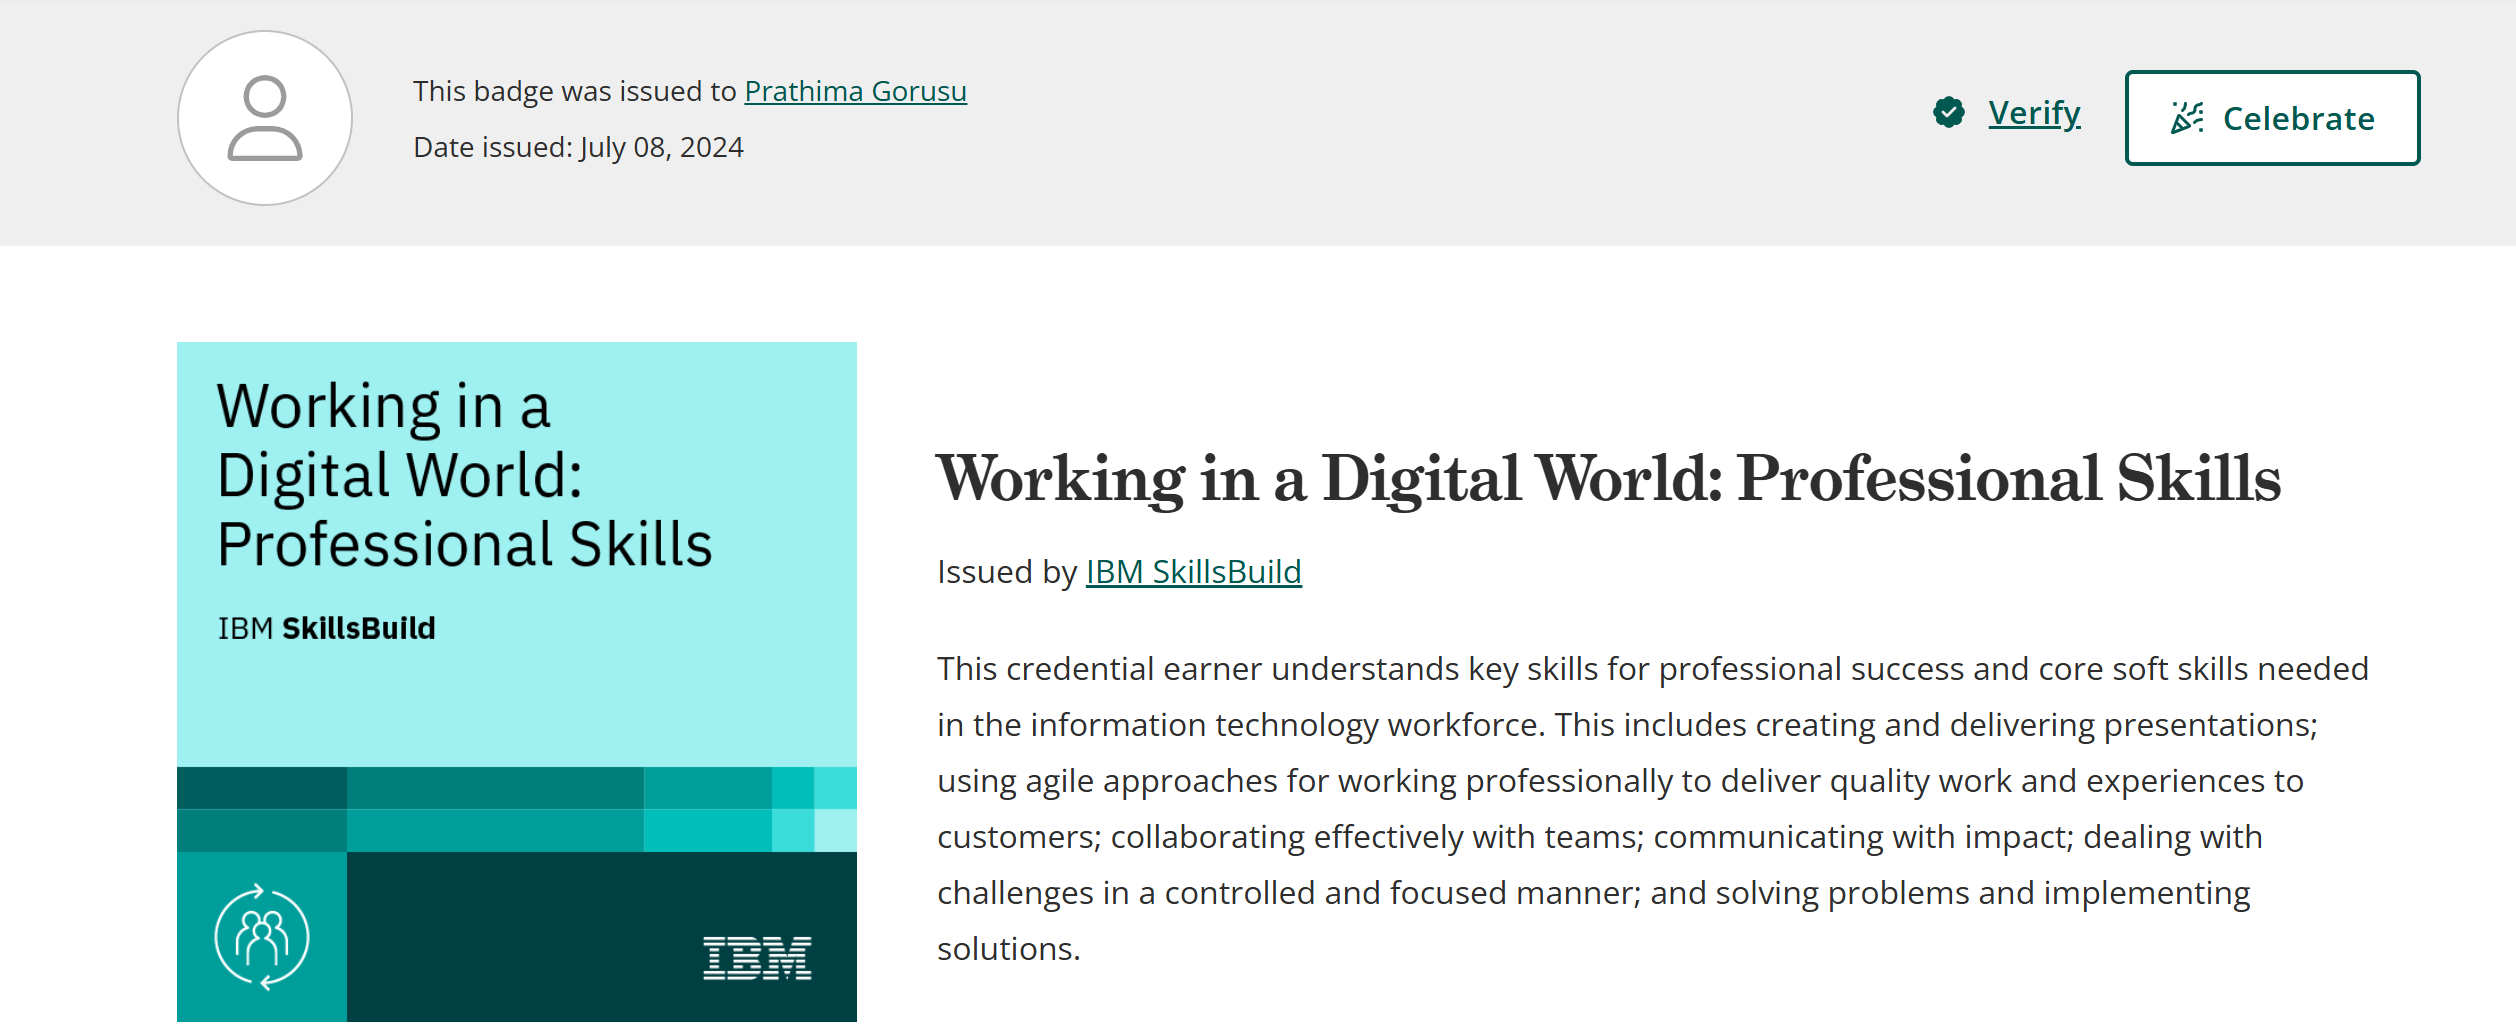 This badge was issued to Prathima Gorusu
Date issued: July 08, 2024
Verify
Celebrate
Working in a
Digital World:
Professional Skills
IBM SkillsBuild
IBM
Working in a Digital World: Professional Skills
Issued by IBM SkillsBuild
This credential earner understands key skills for professional success and core soft skills needed
in the information technology workforce. This includes creating and delivering presentations;
using agile approaches for working professionally to deliver quality work and experiences to
customers; collaborating effectively with teams; communicating with impact; dealing with
challenges in a controlled and focused manner; and solving problems and implementing
solutions.